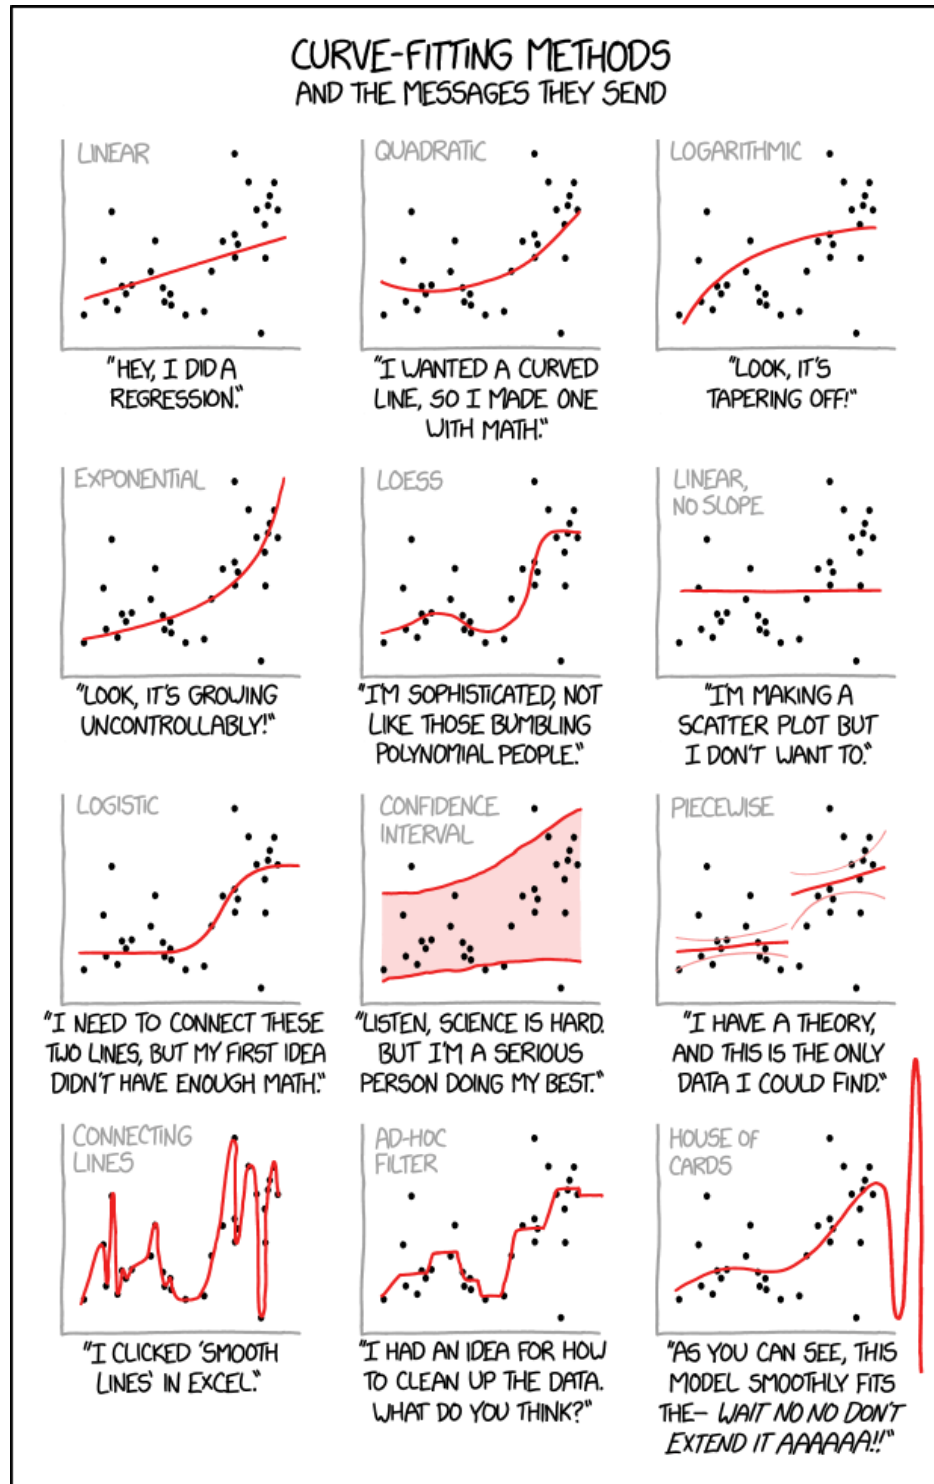 CURVE-FITTING METHODS
AND THE MESSAGES THEY SEND
LINEAR
"HEY, I DID A
REGRESSION."
QUADRATIC
"I WANTED A CURVED
LINE, SO I MADE ONE
WITH MATH."
LOGARITHMIC
"LOOK, IT'S
TAPERING OFF!"
EXPONENTIAL
"LOOK, IT'S GROWING
UNCONTROLLABLY!"
LOESS
"I'M SOPHISTICATED, NOT
LIKE THOSE BUMBLING
POLYNOMIAL PEOPLE."
LINEAR,
NO SLOPE
"I'M MAKING A
SCATTER PLOT BUT
I DON'T WANT TO."
LOGISTIC
"I NEED TO CONNECT THESE
TWO LINES, BUT MY FIRST IDEA
DIDN'T HAVE ENOUGH MATH."
CONFIDENCE
INTERVAL
"LISTEN, SCIENCE IS HARD.
BUT I'M A SERIOUS
PERSON DOING MY BEST."
PIECEWISE
"I HAVE A THEORY,
AND THIS IS THE ONLY
DATA I COULD FIND."
CONNECTING
LINES
"I CLICKED 'SMOOTH
LINES' IN EXCEL."
AD-HOC
FILTER
"I HAD AN IDEA FOR HOW
TO CLEAN UP THE DATA.
WHAT DO YOU THINK?"
HOUSE OF
CARDS
"AS YOU CAN SEE, THIS
MODEL SMOOTHLY FITS
THE- WAIT NO NO DON'T
EXTEND IT AAAAAA!!"